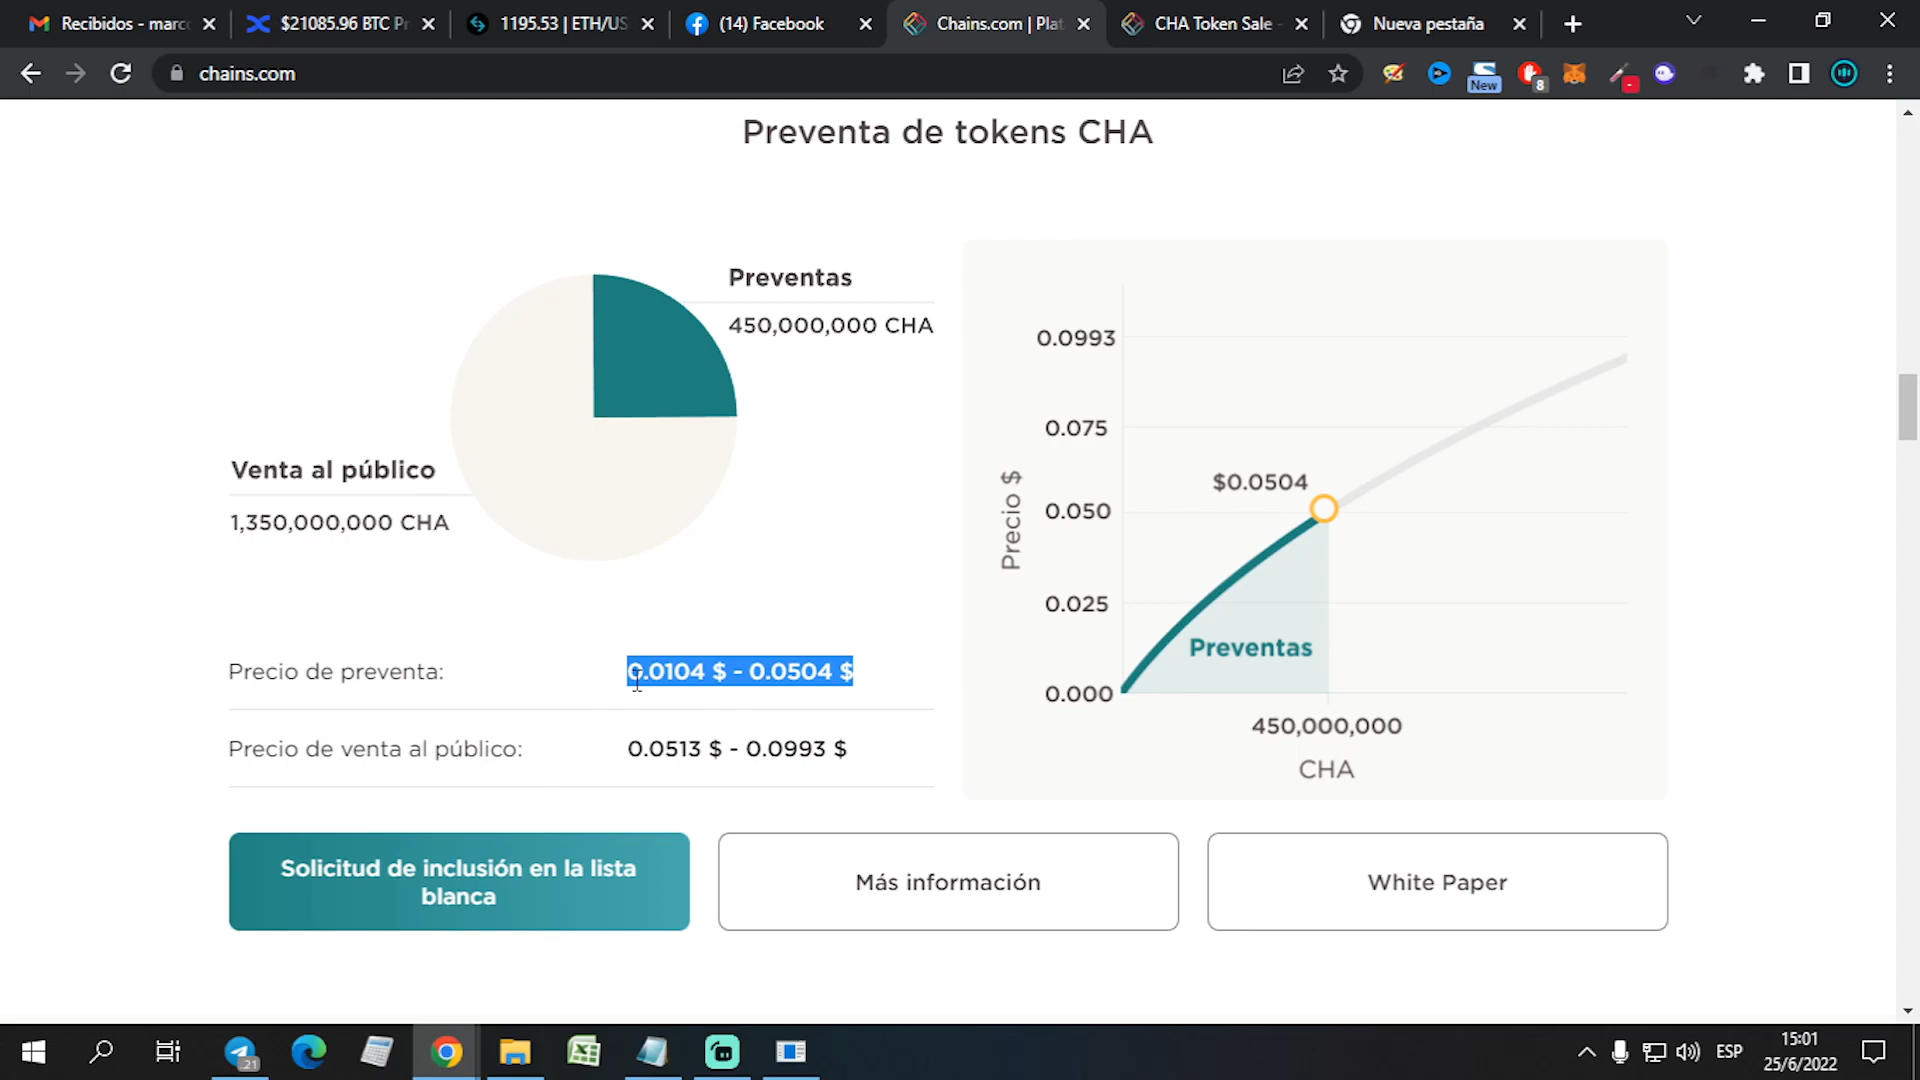 Recibidos - marco
$21085.96 BTC Pr
1195.53 | ETH/US
(14) Facebook
Chains.com | Plat
CHA Token Sale -
Nueva pestaña
chains.com
New
8
Preventa de tokens CHA
Preventas
450,000,000 CHA
Venta al público
1,350,000,000 CHA
Precio de preventa: 0.0104 $ - 0.0504 $
Precio de venta al público: 0.0513 $ - 0.0993 $
0.0993
0.075
$0.0504
0.050
Precio $
0.025
Preventas
0.000
450,000,000
CHA
Solicitud de inclusión en la lista
blanca
Más información
White Paper
21
ESP
15:01
25/6/2022